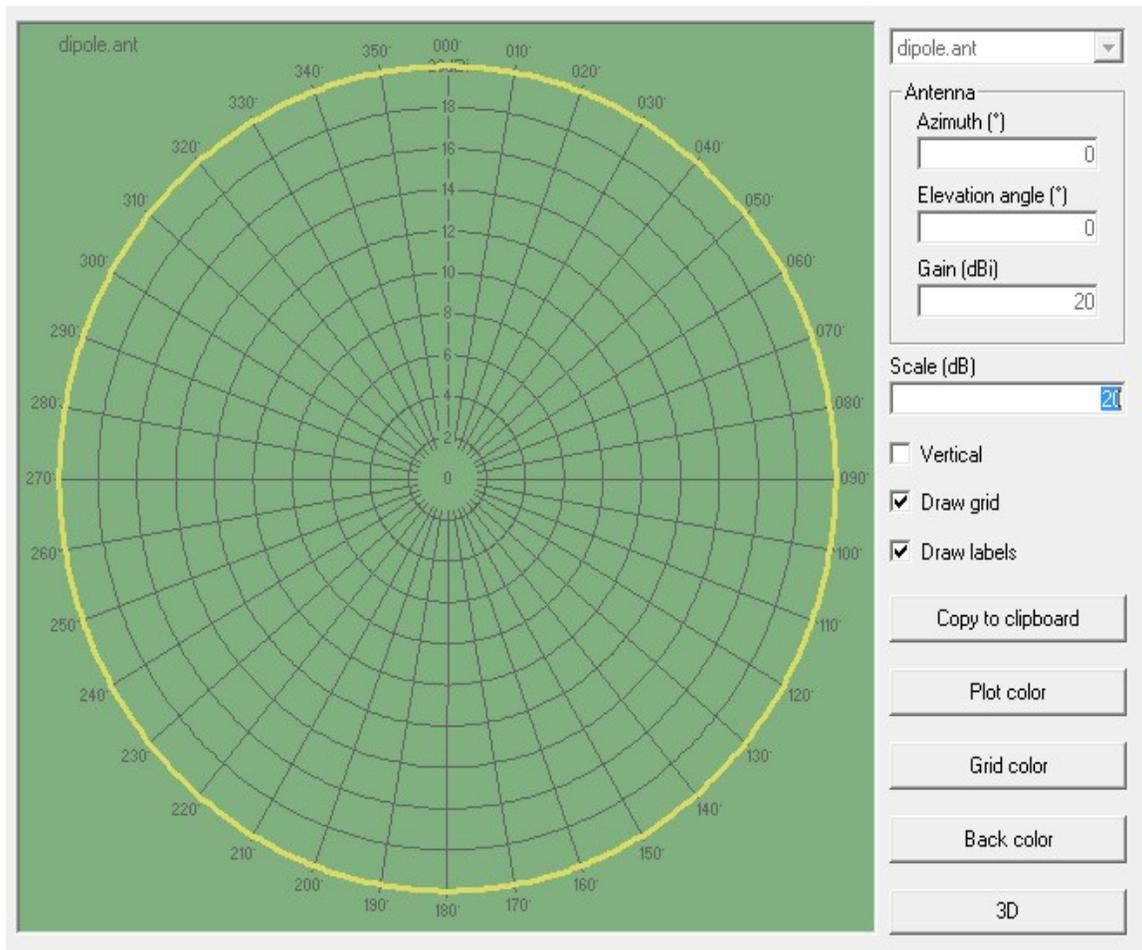 dipole.ant
000°
350° 010°
340° 020°
330° 030°
320° 040°
310° 050°
300° 060°
290° 070°
280° 080°
270° 090°
260° 100°
250° 110°
240° 120°
230° 130°
220° 140°
210° 150°
200° 160°
190° 170°
180°
20dBi
18
16
14
12
10
8
6
4
2
0
dipole.ant
Antenna
Azimuth (°)
0
Elevation angle (°)
0
Gain (dBi)
20
Scale (dB)
20
Vertical
Draw grid
Draw labels
Copy to clipboard
Plot color
Grid color
Back color
3D